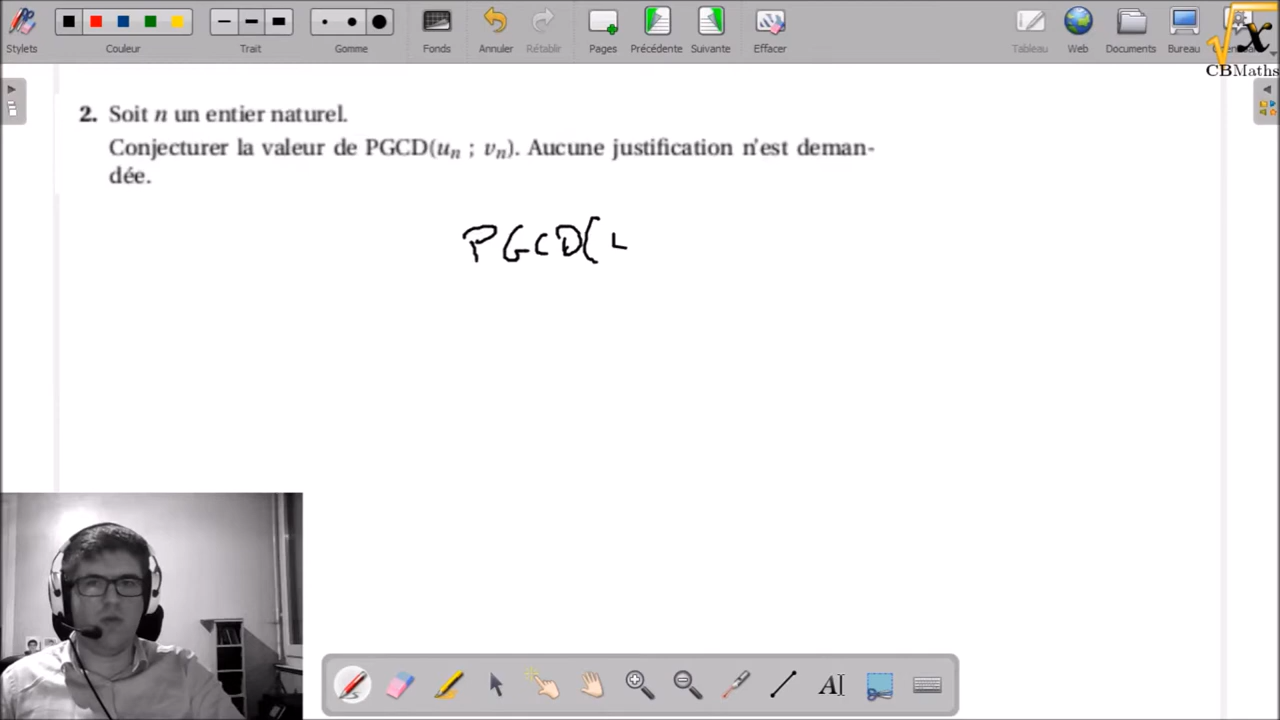 Stylets
Couleur
Trait
Gomme
Fonds
Annuler
Rétablir
Pages
Précédente
Suivante
Effacer
Tableau
Web
Documents
Bureau
CBMaths
2. Soit n un entier naturel.
Conjecturer la valeur de PGCD(uₙ ; vₙ). Aucune justification n'est deman-
dée.
PGCD(
AI